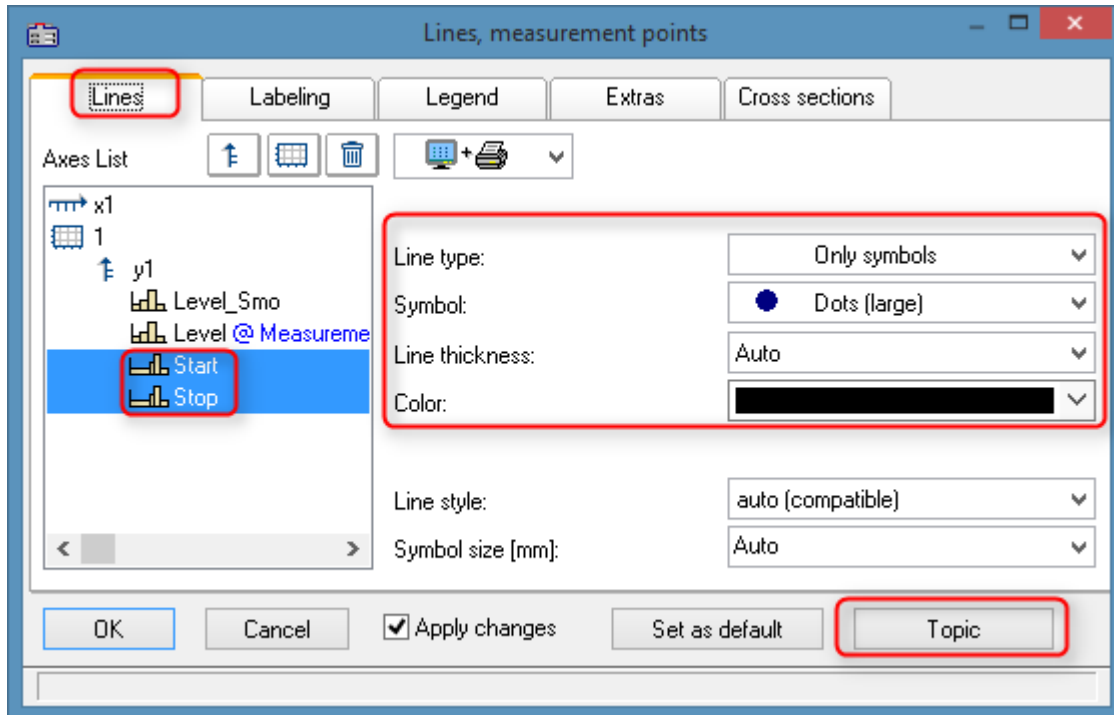 Lines, measurement points
Lines
Labeling
Legend
Extras
Cross sections
Axes List
x1
1
y1
Level_Smo
Level @ Measureme
Start
Stop
Line type:
Only symbols
Symbol:
Dots (large)
Line thickness:
Auto
Color:
Line style:
auto (compatible)
Symbol size [mm]:
Auto
OK
Cancel
Apply changes
Set as default
Topic